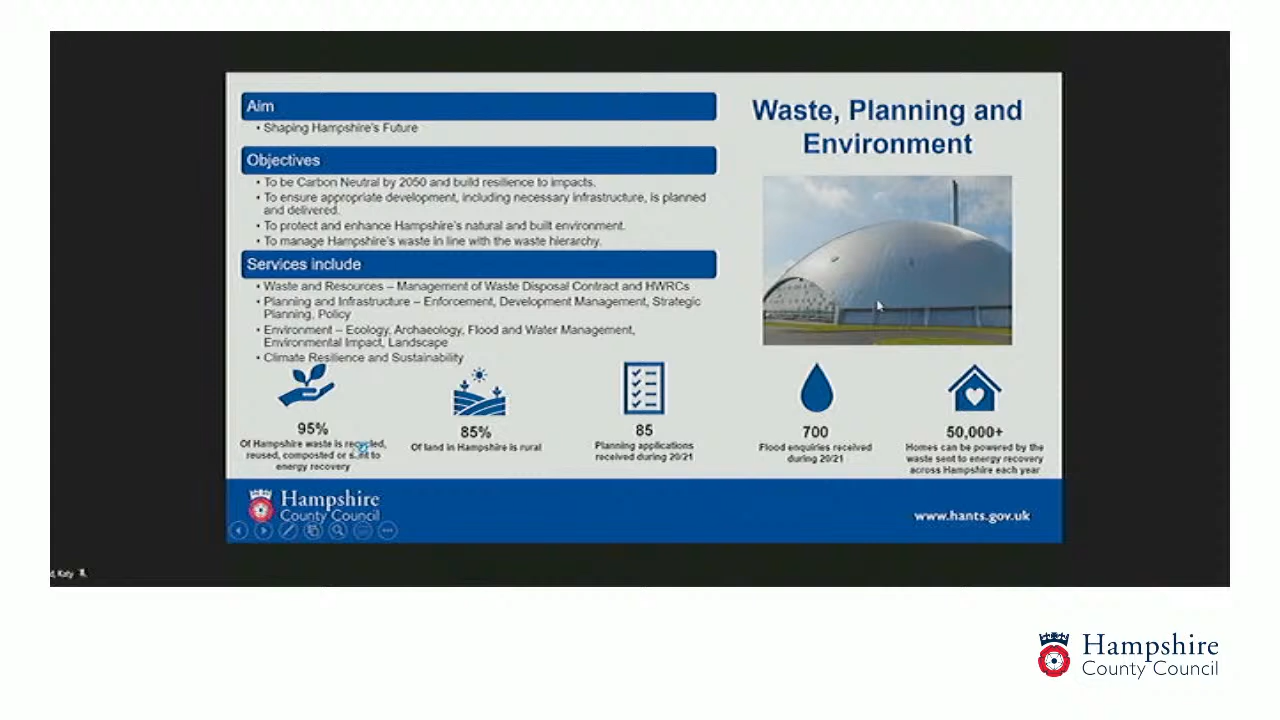 Aim
• Shaping Hampshire's Future
Objectives
• To be Carbon Neutral by 2050 and build resilience to impacts.
• To ensure appropriate development, including necessary infrastructure, is planned
and delivered.
• To protect and enhance Hampshire's natural and built environment.
• To manage Hampshire's waste in line with the waste hierarchy.
Services include
• Waste and Resources – Management of Waste Disposal Contract and HWRCs
• Planning and Infrastructure – Enforcement, Development Management, Strategic
Planning, Policy
• Environment – Ecology, Archaeology, Flood and Water Management,
Environmental Impact, Landscape
• Climate Resilience and Sustainability
Waste, Planning and
Environment
95%
Of Hampshire waste is recycled,
reused, composted or sent to
energy recovery
85%
Of land in Hampshire is rural
85
Planning applications
received during 20/21
700
Flood enquiries received
during 20/21
50,000+
Homes can be powered by the
waste sent to energy recovery
across Hampshire each year
Hampshire
County Council
www.hants.gov.uk
Katy
Hampshire
County Council